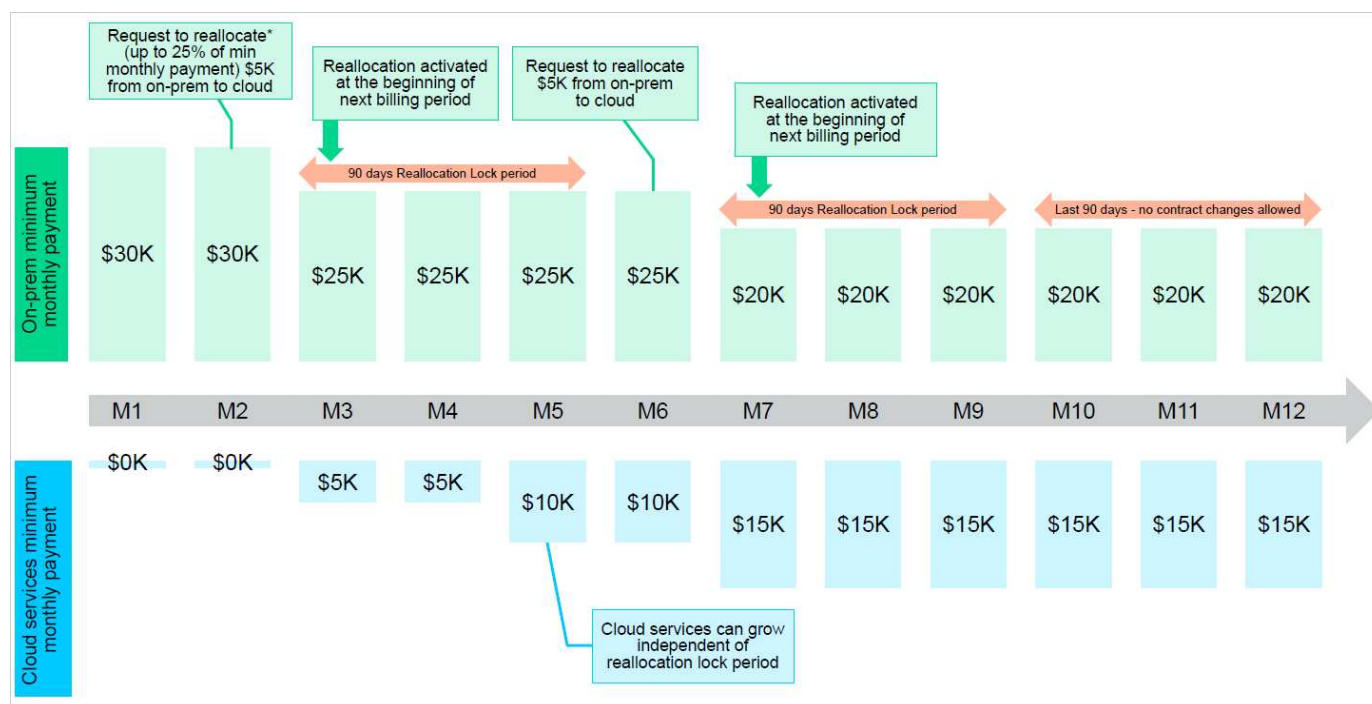 Request to reallocate*
(up to 25% of min
monthly payment) $5K
from on-prem to cloud
Reallocation activated
at the beginning of
next billing period
Request to reallocate
$5K from on-prem
to cloud
Reallocation activated
at the beginning of
next billing period
On-prem minimum
monthly payment
90 days Reallocation Lock period
90 days Reallocation Lock period
Last 90 days - no contract changes allowed
$30K $30K $25K $25K $25K $25K $20K $20K $20K $20K $20K $20K
M1 M2 M3 M4 M5 M6 M7 M8 M9 M10 M11 M12
Cloud services minimum
monthly payment
$0K $0K $5K $5K $10K $10K $15K $15K $15K $15K $15K $15K
Cloud services can grow
independent of
reallocation lock period